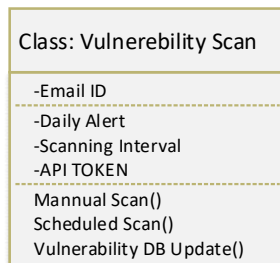 Class: Vulnerebility Scan
-Email ID
-Daily Alert
-Scanning Interval
-API TOKEN
Mannual Scan()
Scheduled Scan()
Vulnerability DB Update()